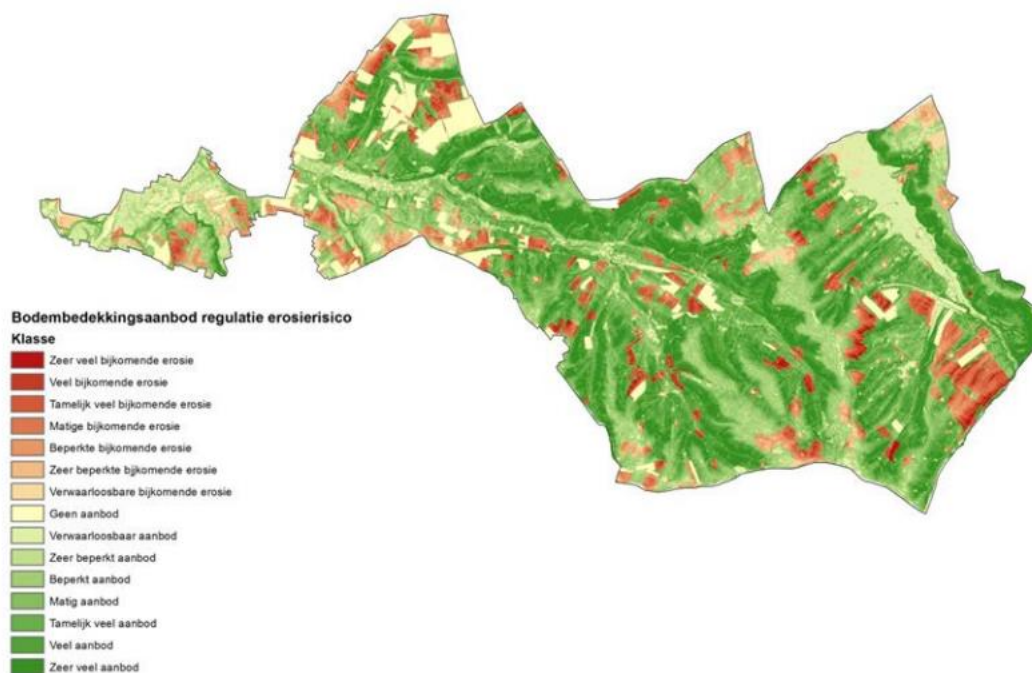 Bodembedekkingsaanbod regulatie erosierisico
Klasse
Zeer veel bijkomende erosie
Veel bijkomende erosie
Tamelijk veel bijkomende erosie
Matige bijkomende erosie
Beperkte bijkomende erosie
Zeer beperkte bjjkomende erosie
Verwaarloosbare bijkomende erosie
Geen aanbod
Verwaarloosbaar aanbod
Zeer beperkt aanbod
Beperkt aanbod
Matig aanbod
Tamelijk veel aanbod
Veel aanbod
Zeer veel aanbod